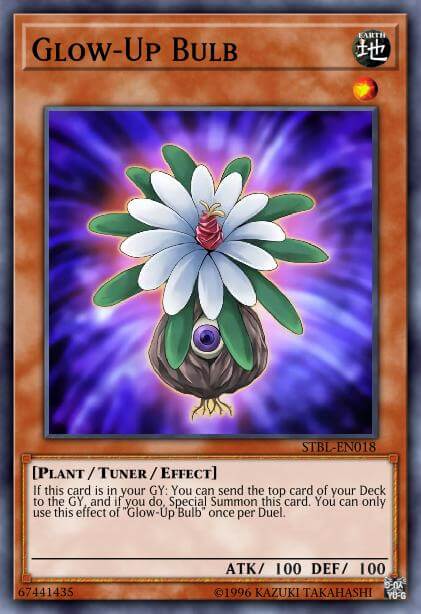 GLOW-UP BULB
EARTH
地
STBL-EN018
[PLANT / TUNER / EFFECT]
If this card is in your GY: You can send the top card of your Deck
to the GY, and if you do, Special Summon this card. You can only
use this effect of "Glow-Up Bulb" once per Duel.
ATK/ 100 DEF/ 100
67441435
©1996 KAZUKI TAKAHASHI